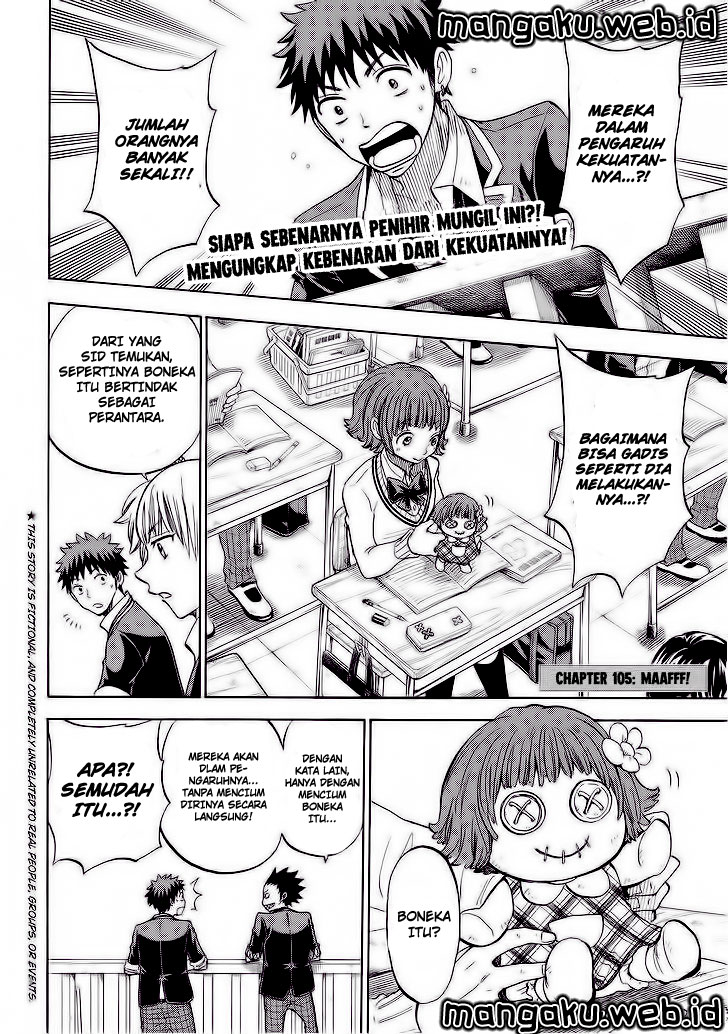 mangaku.web.id
MEREKA
DALAM
PENGARUH
KEKUATAN-
NYA...?!
JUMLAH
ORANGNYA
BANYAK
SEKALI!!
SIAPA SEBENARNYA PENIHIR MUNGIL INI?!
MENGUNGKAP KEBENARAN DARI KEKUATANNYA!
BAGAIMANA
BISA GADIS
SEPERTI DIA
MELAKUKAN-
NYA...?!
DARI YANG
SID TEMUKAN,
SEPERTINYA BONEKA
ITU BERTINDAK
SEBAGAI
PERANTARA.
CHAPTER 105: MAAFFF!
★ THIS STORY IS FICTIONAL, AND COMPLETELY UNRELATED TO REAL PEOPLE, GROUPS, OR EVENTS.
BONEKA
ITU?
DENGAN
KATA LAIN,
HANYA DENGAN
MENCIUM
BONEKA
ITU...
MEREKA AKAN
DLAM PE-
NGARUHNYA...
TANPA MENCIUM
DIRINYA SECARA
LANGSUNG!
APA?!
SEMUDAH
ITU...?!
mangaku.web.id